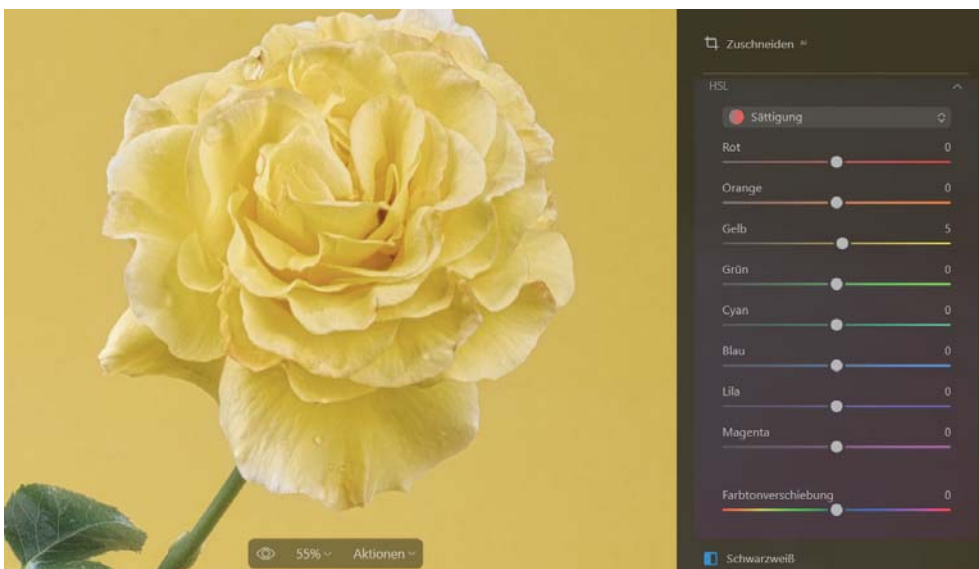 Zuschneiden AI
HSL
Sättigung
Rot 0
Orange 0
Gelb 5
Grün 0
Cyan 0
Blau 0
Lila 0
Magenta 0
Farbtonverschiebung 0
55% Aktionen
Schwarzweiß